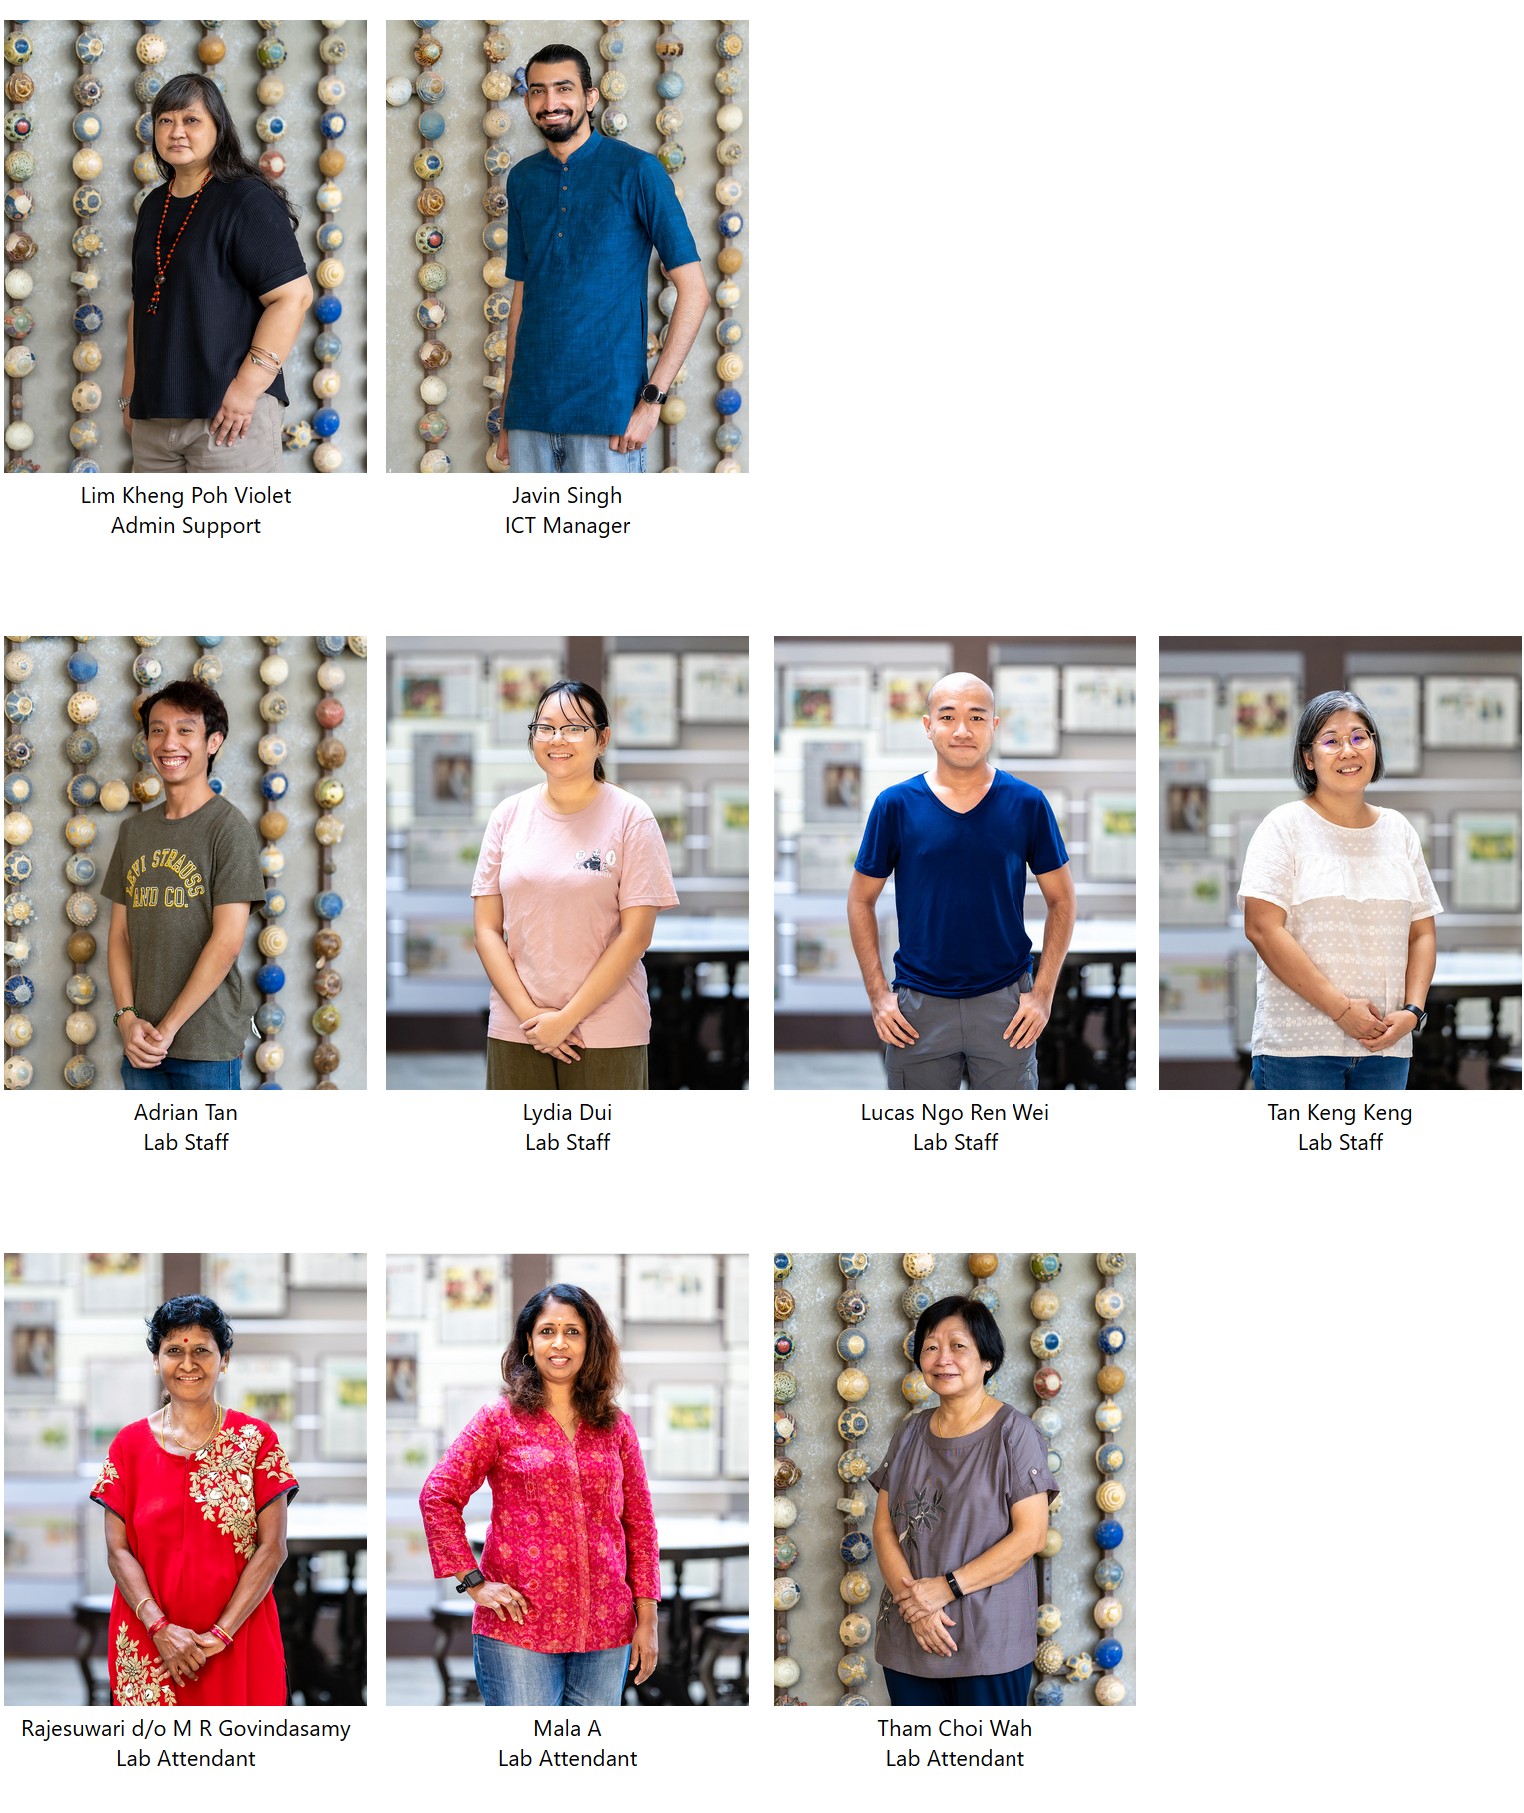 Lim Kheng Poh Violet
Admin Support
Javin Singh
ICT Manager
LEVI STRAUSS
AND CO.
Adrian Tan
Lab Staff
Lydia Dui
Lab Staff
Lucas Ngo Ren Wei
Lab Staff
Tan Keng Keng
Lab Staff
Rajesuwari d/o M R Govindasamy
Lab Attendant
Mala A
Lab Attendant
Tham Choi Wah
Lab Attendant